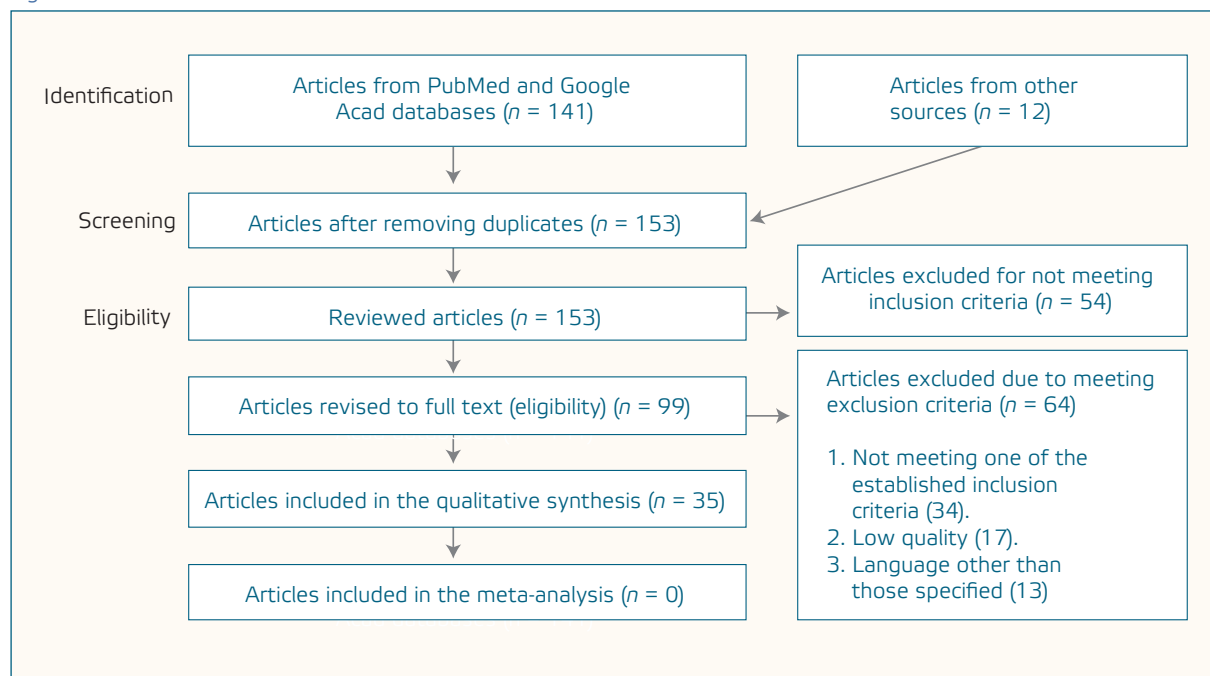 Identification
Articles from PubMed and Google
Acad databases (n = 141)
Articles from other
sources (n = 12)
Screening
Articles after removing duplicates (n = 153)
Eligibility
Reviewed articles (n = 153)
Articles excluded for not meeting
inclusion criteria (n = 54)
Articles revised to full text (eligibility) (n = 99)
Articles excluded due to meeting
exclusion criteria (n = 64)
1. Not meeting one of the
established inclusion
criteria (34).
2. Low quality (17).
3. Language other than
those specified (13)
Articles included in the qualitative synthesis (n = 35)
Articles included in the meta-analysis (n = 0)